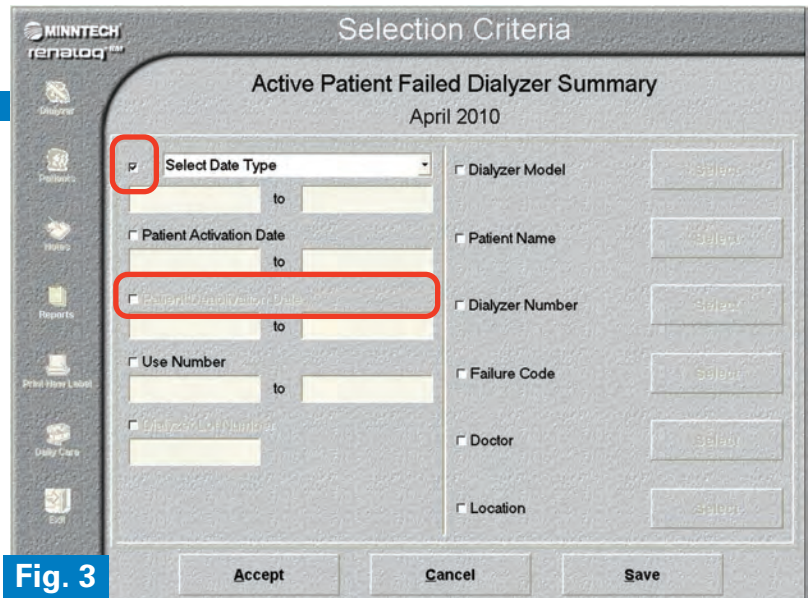 MINNTECH
renalog RM
Selection Criteria
Active Patient Failed Dialyzer Summary
April 2010
Dialyzer
Patients
Notes
Reports
Print New Label
Daily Care
Exit
Select Date Type
to
Patient Activation Date
to
Patient Deactivation Date
to
Use Number
to
Dialyzer Lot Number
Dialyzer Model Select
Patient Name Select
Dialyzer Number Select
Failure Code Select
Doctor Select
Location Select
Accept Cancel Save
Fig. 3